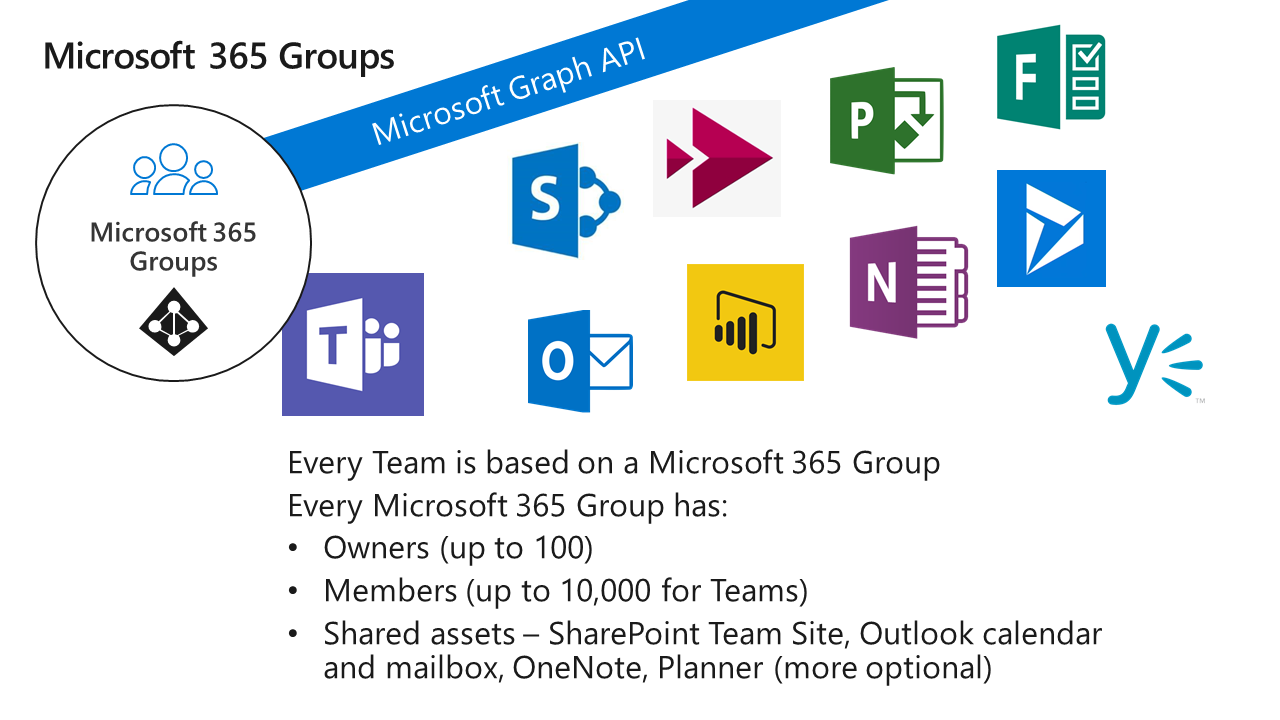 Microsoft 365 Groups
Microsoft Graph API
Microsoft 365
Groups
S
P
F
T
O
N
y
TM
Every Team is based on a Microsoft 365 Group
Every Microsoft 365 Group has:
• Owners (up to 100)
• Members (up to 10,000 for Teams)
• Shared assets – SharePoint Team Site, Outlook calendar
and mailbox, OneNote, Planner (more optional)